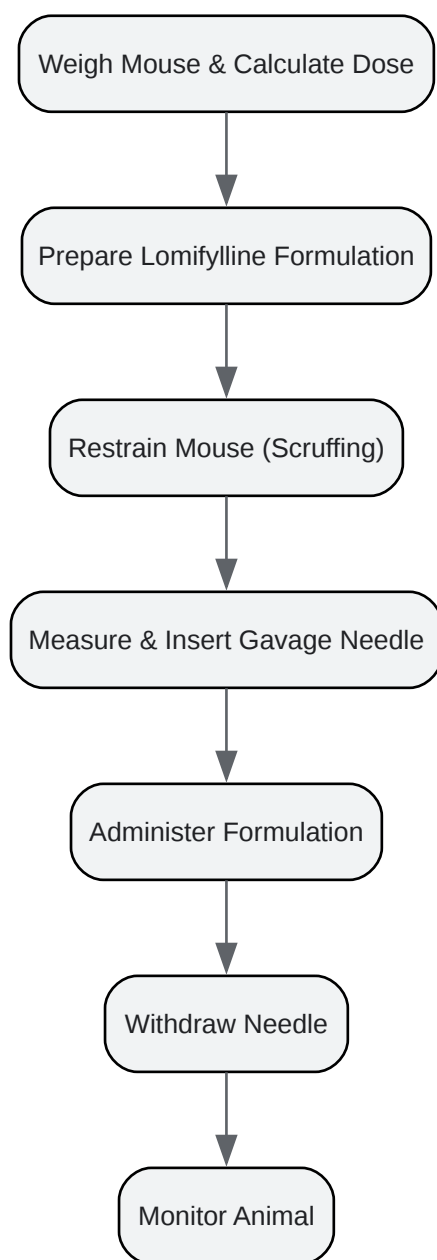 Weigh Mouse & Calculate Dose
Prepare Lomifylline Formulation
Restrain Mouse (Scruffing)
Measure & Insert Gavage Needle
Administer Formulation
Withdraw Needle
Monitor Animal